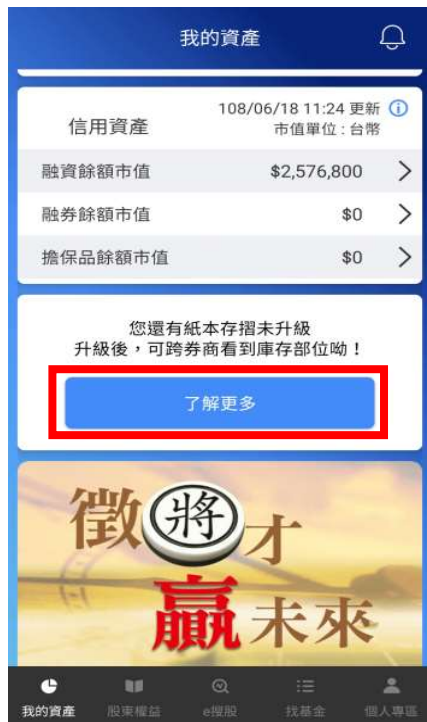 我的資產
信用資產
108/06/18 11:24 更新
市值單位 : 台幣
融資餘額市值 $2,576,800
融券餘額市值 $0
擔保品餘額市值 $0
您還有紙本存摺未升級
升級後，可跨券商看到庫存部位呦！
了解更多
徵將才
贏未來
我的資產 股東權益 e搜股 找基金 個人專區